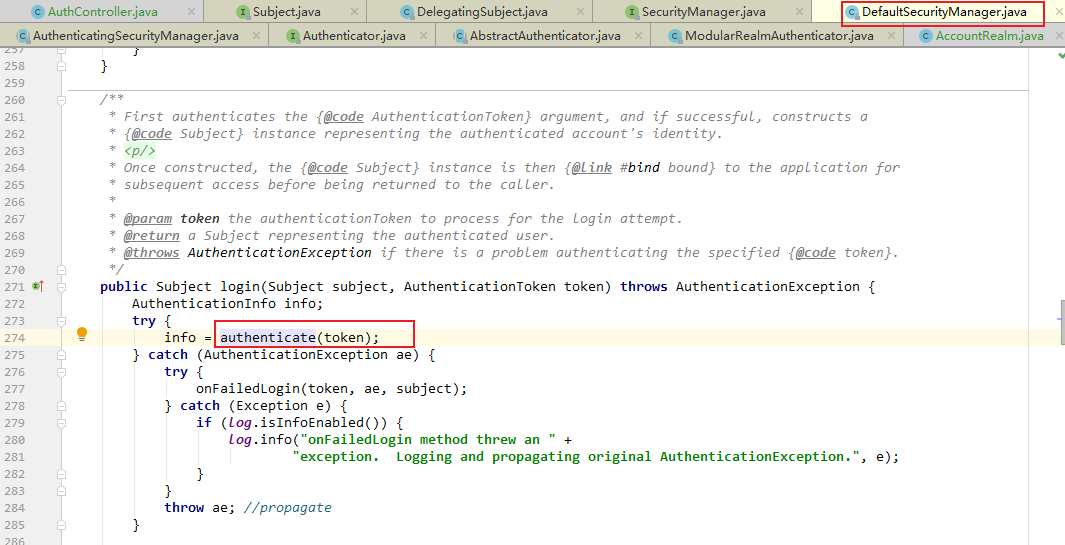 AuthController.java Subject.java DelegatingSubject.java SecurityManager.java DefaultSecurityManager.java
AuthenticatingSecurityManager.java Authenticator.java AbstractAuthenticator.java ModularRealmAuthenticator.java AccountRealm.java
257 }
258 }
259
260 /**
261 * First authenticates the {@code AuthenticationToken} argument, and if successful, constructs a
262 * {@code Subject} instance representing the authenticated account's identity.
263 * <p/>
164 * Once constructed, the {@code Subject} instance is then {@link #bind bound} to the application for
265 * subsequent access before being returned to the caller.
266 *
267 * @param token the authenticationToken to process for the login attempt.
268 * @return a Subject representing the authenticated user.
269 * @throws AuthenticationException if there is a problem authenticating the specified {@code token}.
270 */
271 public Subject login(Subject subject, AuthenticationToken token) throws AuthenticationException {
272 AuthenticationInfo info;
273 try {
274 info = authenticate(token);
275 } catch (AuthenticationException ae) {
276 try {
277 onFailedLogin(token, ae, subject);
278 } catch (Exception e) {
279 if (log.isInfoEnabled()) {
280 log.info("onFailedLogin method threw an " +
281 "exception.  Logging and propagating original AuthenticationException.", e);
282 }
283 }
284 throw ae; //propagate
285 }
286